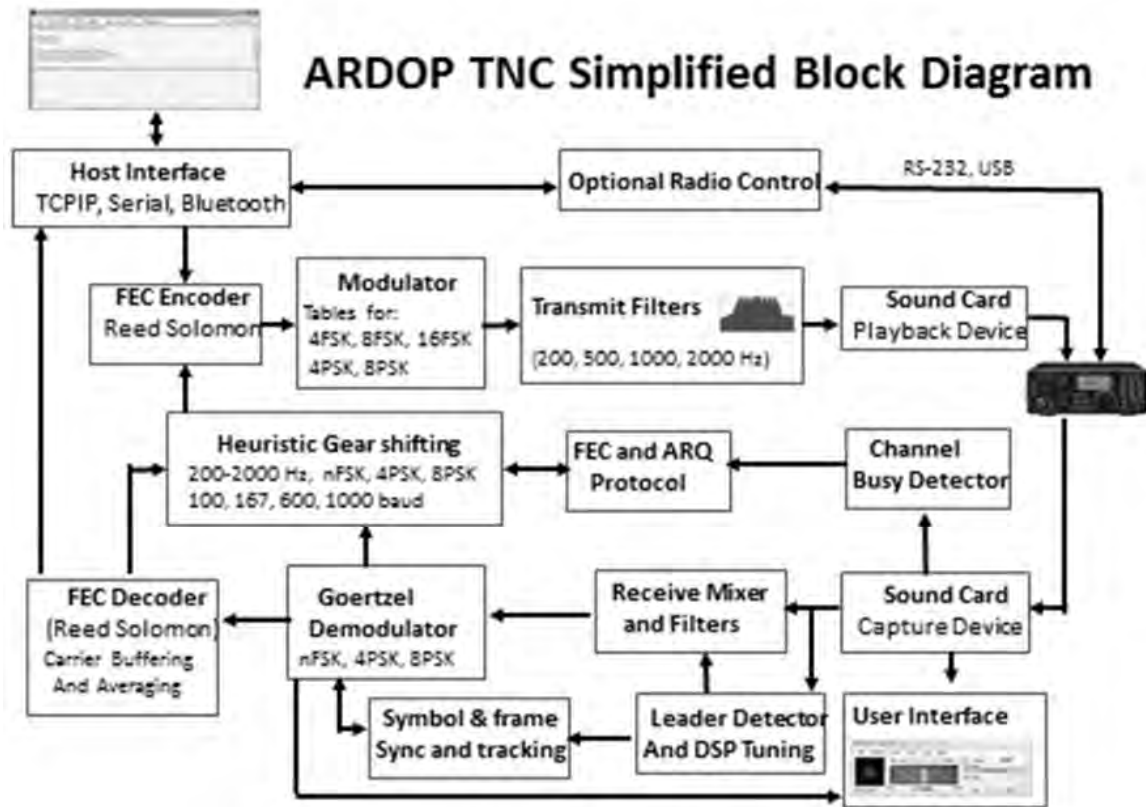 ARDOP TNC Simplified Block Diagram
Host Interface
TCPIP, Serial, Bluetooth
Optional Radio Control
RS-232, USB
FEC Encoder
Reed Solomon
Modulator
Tables for:
4FSK, 8FSK, 16FSK
4PSK, 8PSK
Transmit Filters
(200, 500, 1000, 2000 Hz)
Sound Card
Playback Device
Heuristic Gear shifting
200-2000 Hz, nFSK, 4PSK, 8PSK
100, 167, 600, 1000 baud
FEC and ARQ
Protocol
Channel
Busy Detector
FEC Decoder
(Reed Solomon)
Carrier Buffering
And Averaging
Goertzel
Demodulator
nFSK, 4PSK, 8PSK
Receive Mixer
and Filters
Sound Card
Capture Device
Symbol & frame
Sync and tracking
Leader Detector
And DSP Tuning
User Interface